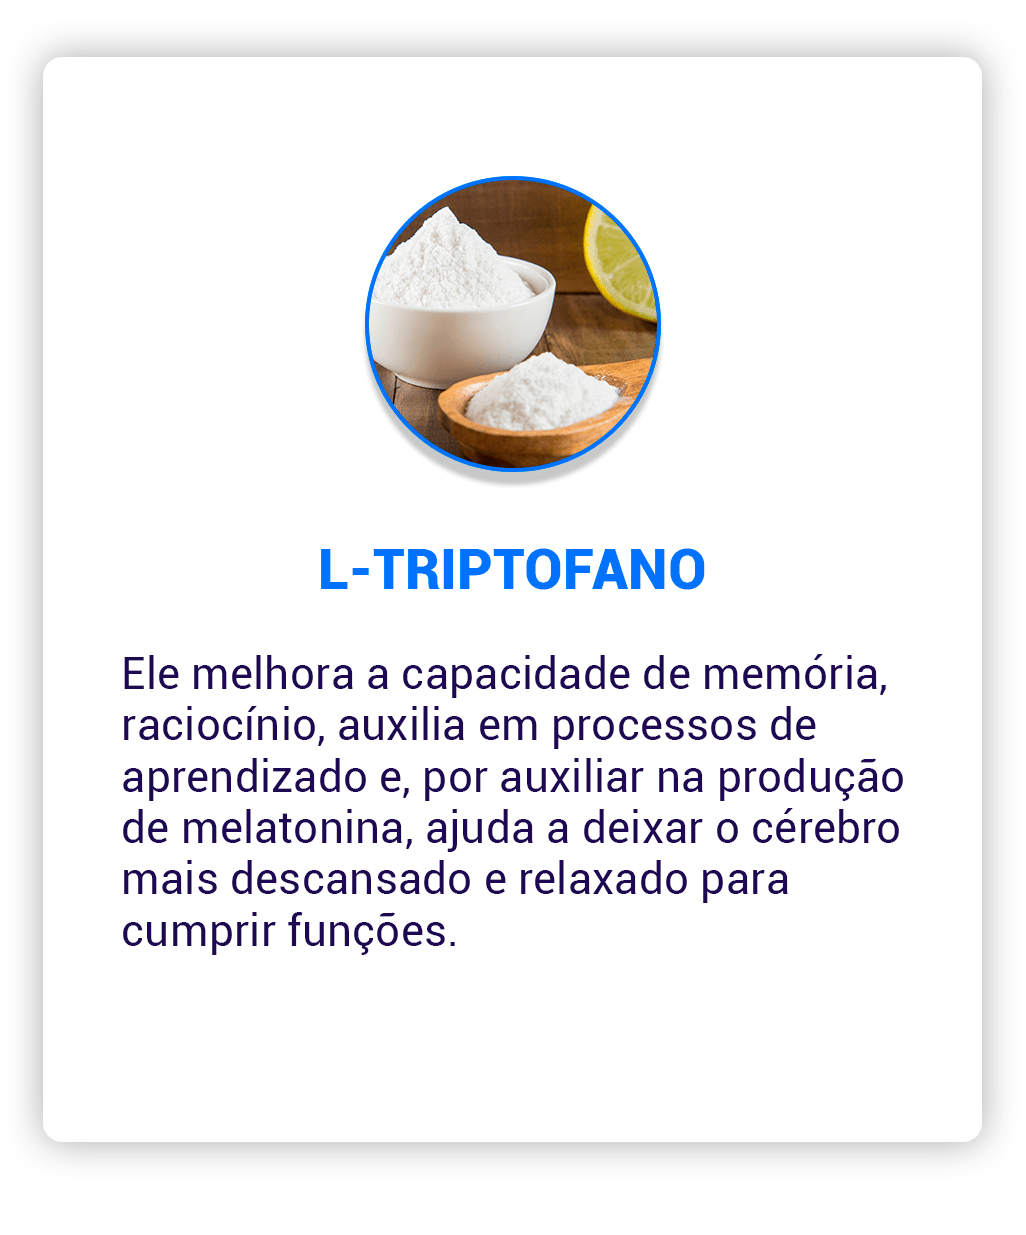 L-TRIPTOFANO
Ele melhora a capacidade de memória,
raciocínio, auxilia em processos de
aprendizado e, por auxiliar na produção
de melatonina, ajuda a deixar o cérebro
mais descansado e relaxado para
cumprir funções.